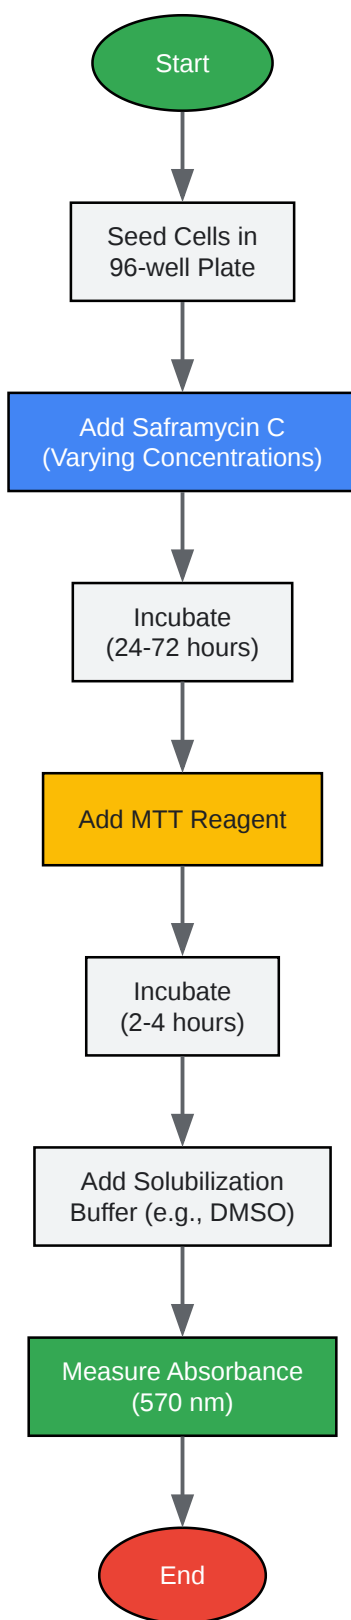 Start
Seed Cells in
96-well Plate
Add Saframycin C
(Varying Concentrations)
Incubate
(24-72 hours)
Add MTT Reagent
Incubate
(2-4 hours)
Add Solubilization
Buffer (e.g., DMSO)
Measure Absorbance
(570 nm)
End